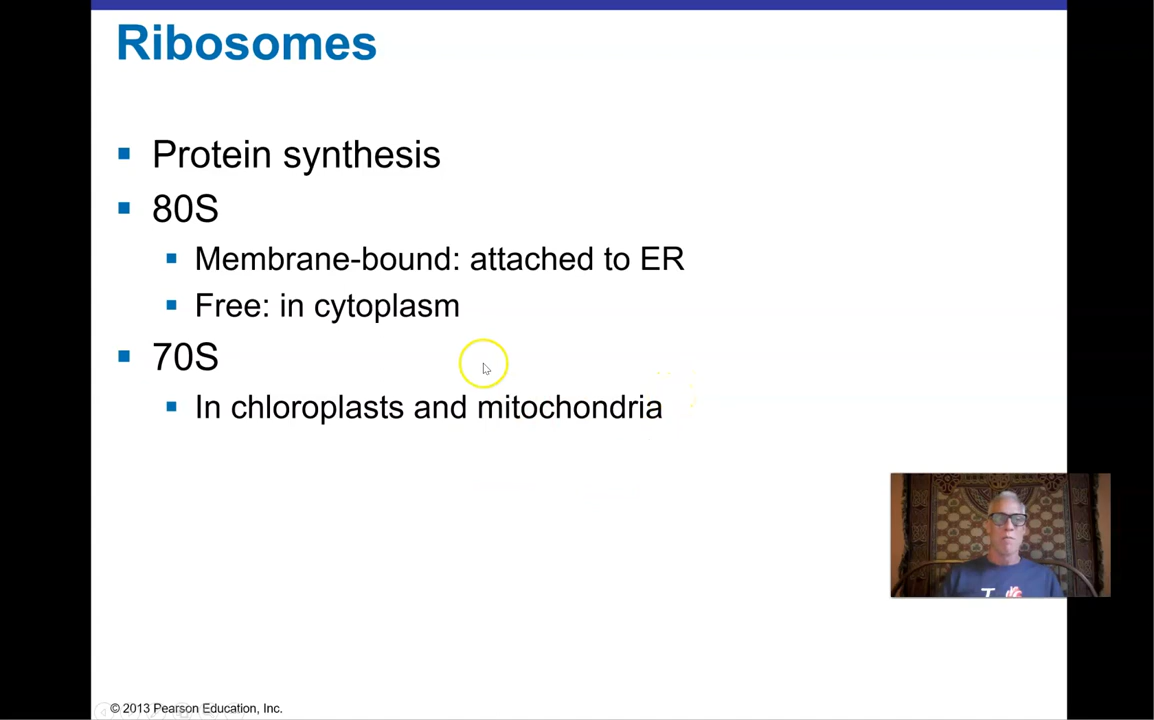 Ribosomes
Protein synthesis
80S
Membrane-bound: attached to ER
Free: in cytoplasm
70S
In chloroplasts and mitochondria
© 2013 Pearson Education, Inc.